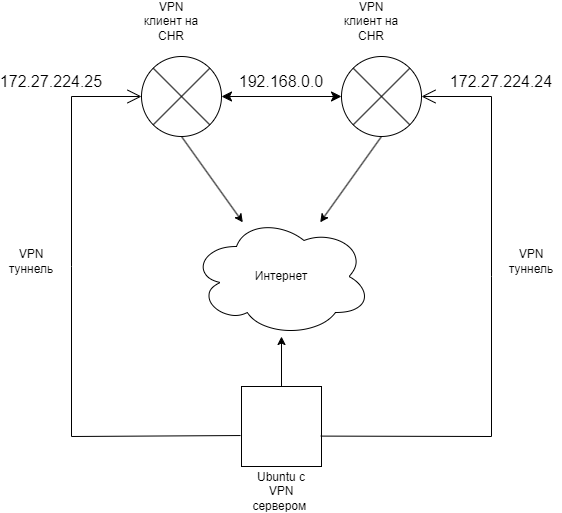 VPN
клиент на
CHR
VPN
клиент на
CHR
172.27.224.25
192.168.0.0
172.27.224.24
VPN
туннель
Интернет
VPN
туннель
Ubuntu с
VPN
сервером